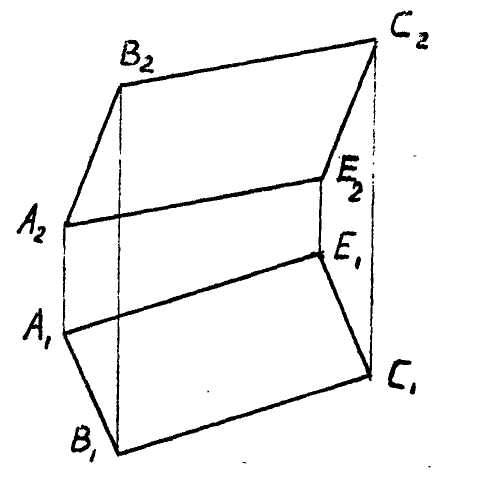 C₂
B₂
E₂
A₂
E₁
A₁
C₁
B₁